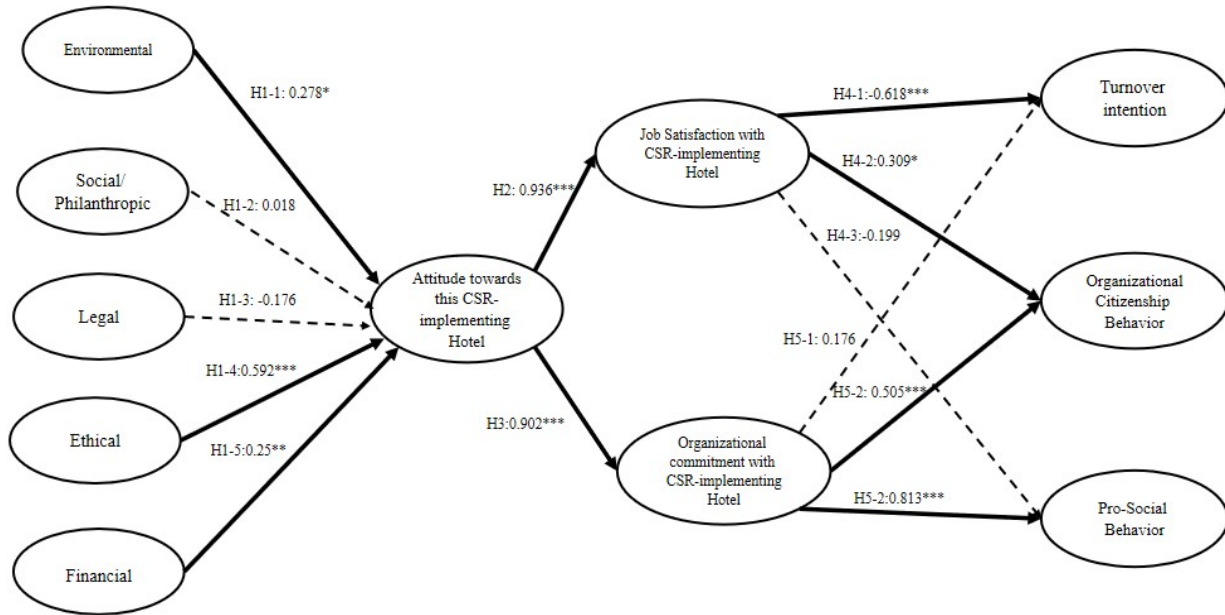 Environmental
H1-1: 0.278*
Social/
Philanthropic
H1-2: 0.018
Legal
H1-3: -0.176
Ethical
H1-4:0.592***
H1-5:0.25**
Financial
Attitude towards
this CSR-
implementing
Hotel
H2: 0.936***
H3:0.902***
Job Satisfaction with
CSR-implementing
Hotel
Organizational
commitment with
CSR-implementing
Hotel
H4-1:-0.618***
H4-2:0.309*
H4-3:-0.199
H5-1: 0.176
H5-2: 0.505***
H5-2:0.813***
Turnover
intention
Organizational
Citizenship
Behavior
Pro-Social
Behavior